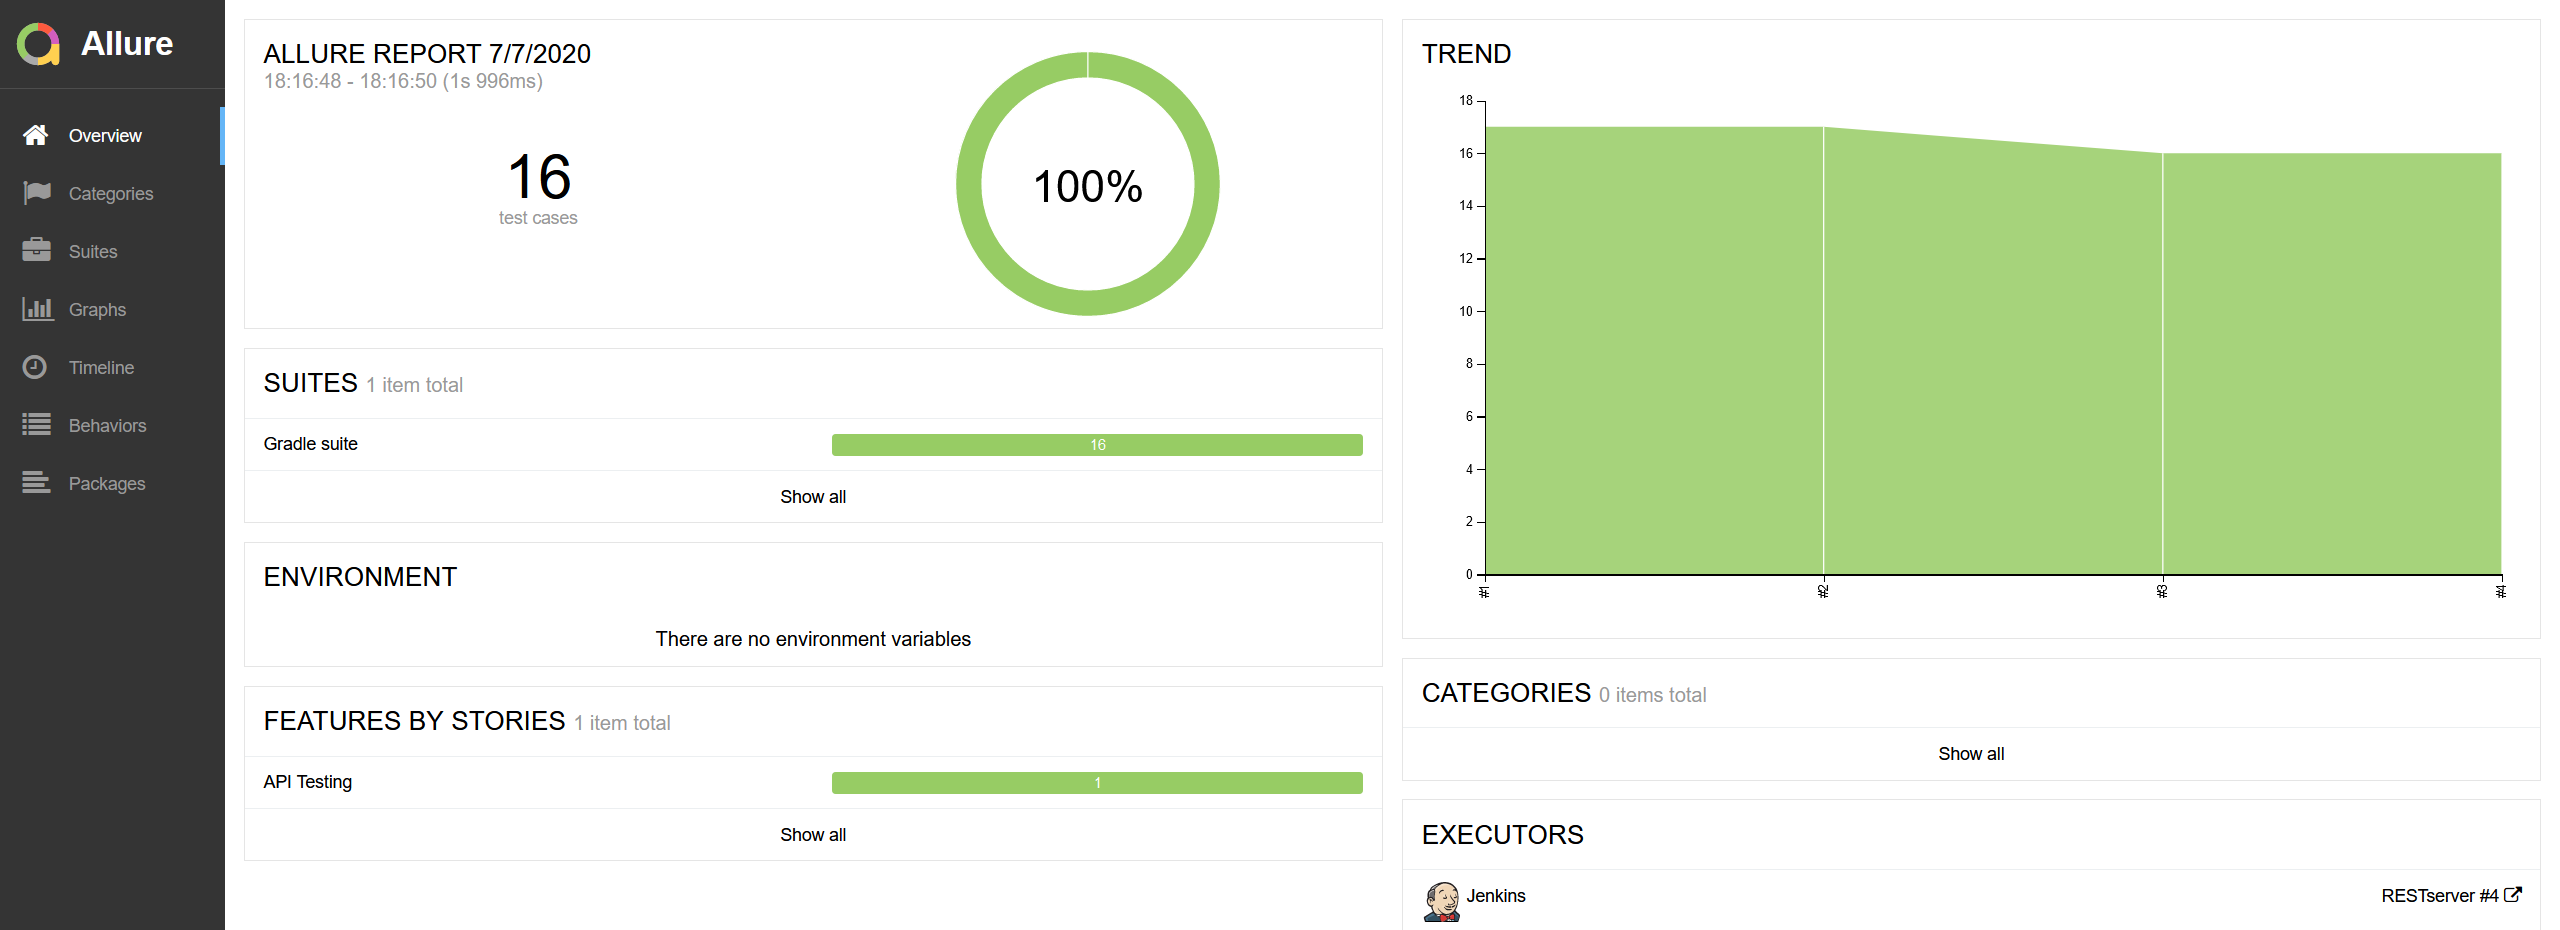 Allure
Overview
Categories
Suites
Graphs
Timeline
Behaviors
Packages
ALLURE REPORT 7/7/2020
18:16:48 - 18:16:50 (1s 996ms)
16
test cases
100%
SUITES 1 item total
Gradle suite 16
Show all
ENVIRONMENT
There are no environment variables
FEATURES BY STORIES 1 item total
API Testing 1
Show all
TREND
18
16
14
12
10
8
6
4
2
0
#1 #2 #3 #4
CATEGORIES 0 items total
Show all
EXECUTORS
Jenkins RESTserver #4